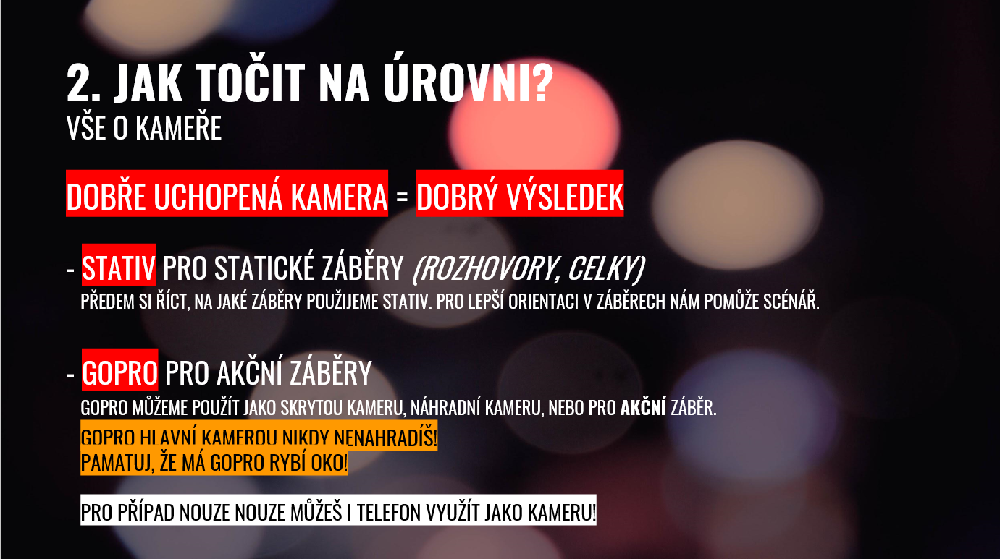 2. JAK TOČIT NA ÚROVNI?
VŠE O KAMEŘE
DOBŘE UCHOPENÁ KAMERA = DOBRÝ VÝSLEDEK
- STATIV PRO STATICKÉ ZÁBĚRY (ROZHOVORY, CELKY)
PŘEDEM SI ŘÍCT, NA JAKÉ ZÁBĚRY POUŽIJEME STATIV. PRO LEPŠÍ ORIENTACI V ZÁBĚRECH NÁM POMŮŽE SCÉNÁŘ.
- GOPRO PRO AKČNÍ ZÁBĚRY
GOPRO MŮŽEME POUŽÍT JAKO SKRYTOU KAMERU, NÁHRADNÍ KAMERU, NEBO PRO AKČNÍ ZÁBĚR.
GOPRO HLAVNÍ KAMEROU NIKDY NENAHRADÍŠ!
PAMATUJ, ŽE MÁ GOPRO RYBÍ OKO!
PRO PŘÍPAD NOUZE NOUZE MŮŽEŠ I TELEFON VYUŽÍT JAKO KAMERU!